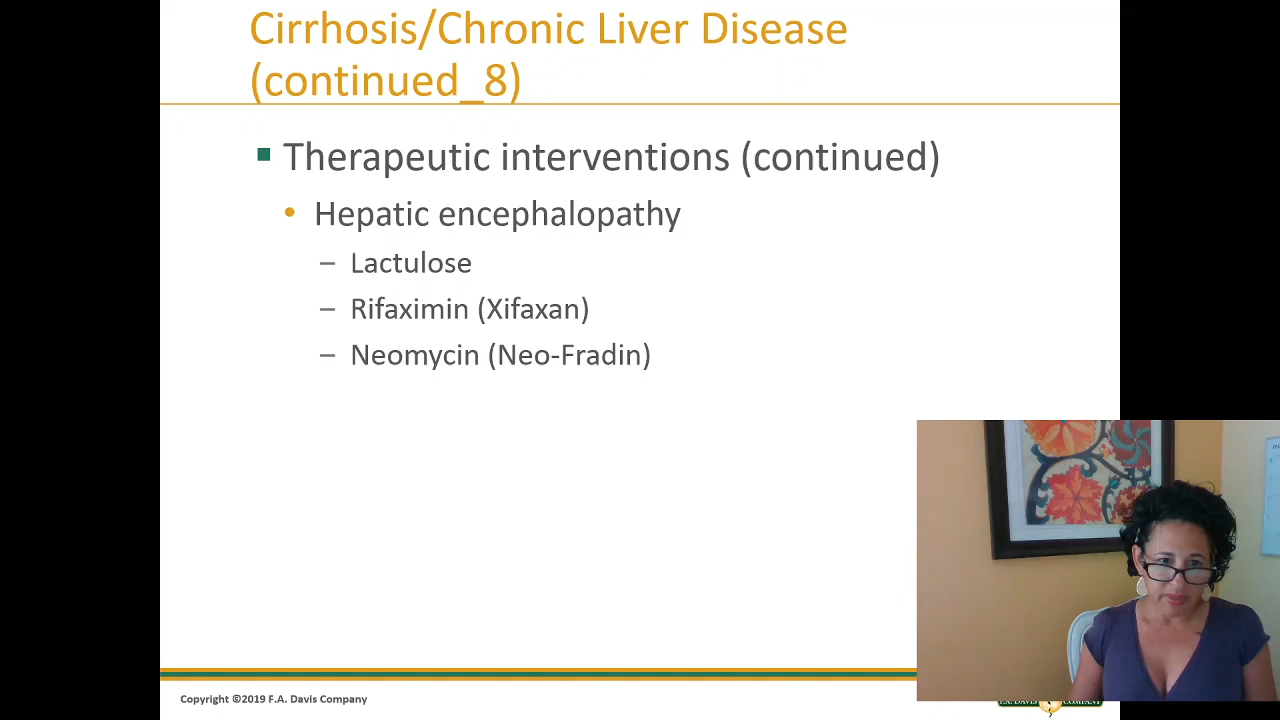 Cirrhosis/Chronic Liver Disease
(continued_8)
Therapeutic interventions (continued)
Hepatic encephalopathy
– Lactulose
– Rifaximin (Xifaxan)
– Neomycin (Neo-Fradin)
Copyright ©2019 F.A. Davis Company